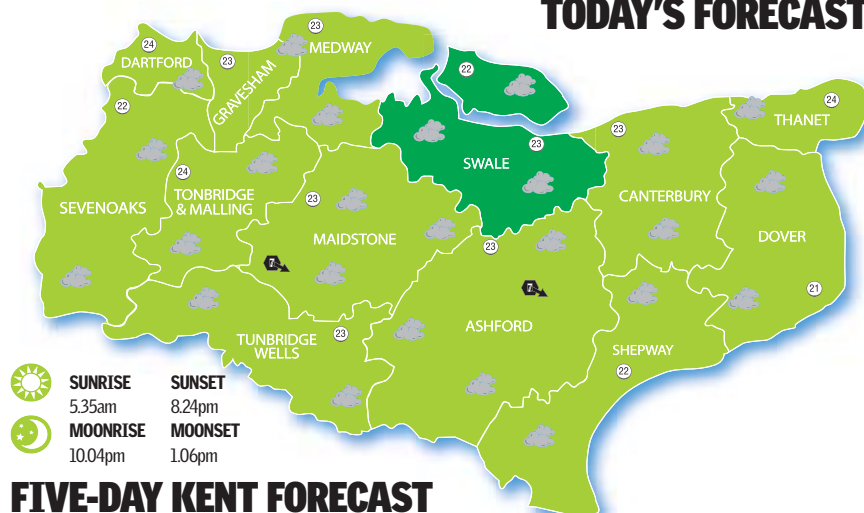 TODAY'S FORECAST
23
MEDWAY
24
DARTFORD
23
GRAVESHAM
22
22
24
THANET
23
SWALE
23
24
TONBRIDGE
& MALLING
SEVENOAKS
23
CANTERBURY
MAIDSTONE
23
DOVER
7
7
21
ASHFORD
TUNBRIDGE
WELLS
23
SHEPWAY
22
SUNRISE SUNSET
5.35am 8.24pm
MOONRISE MOONSET
10.04pm 1.06pm
FIVE-DAY KENT FORECAST